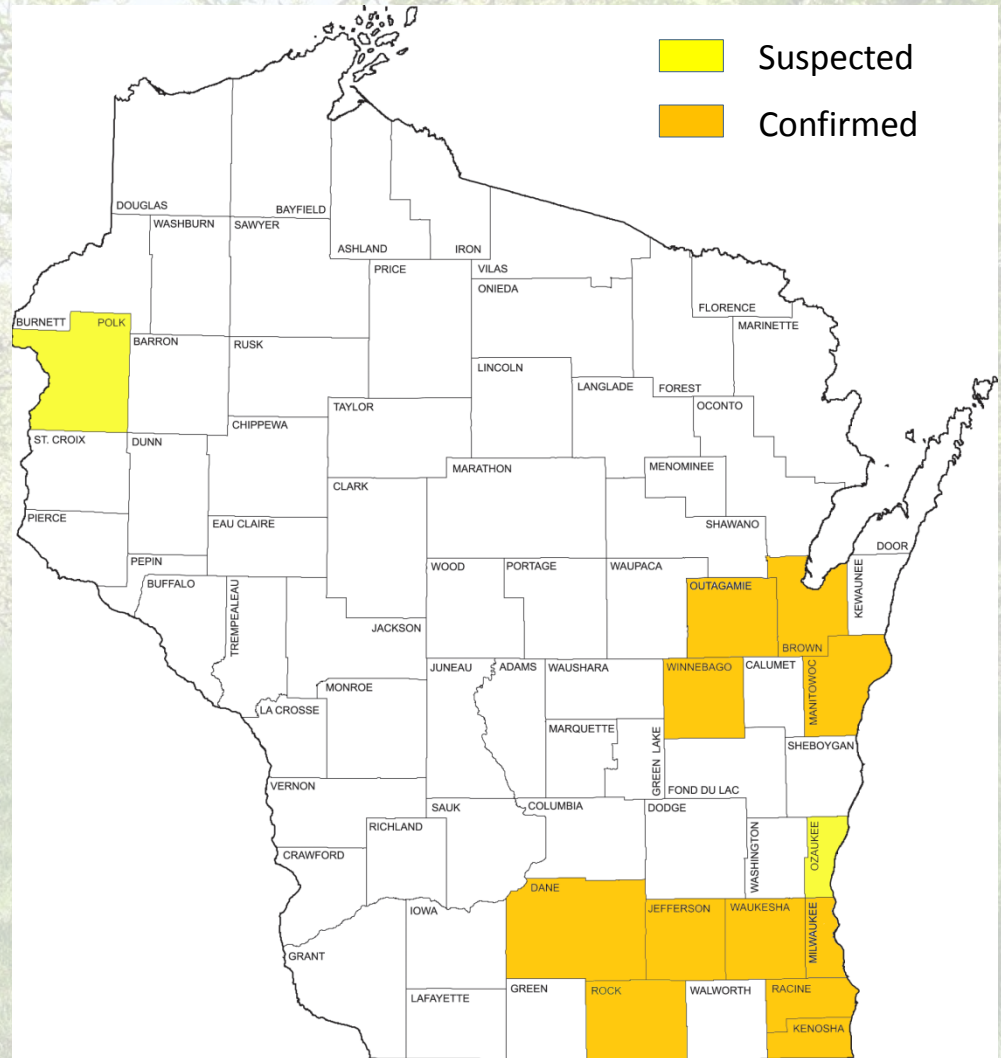 Suspected
Confirmed
DOUGLAS
BAYFIELD
WASHBURN
SAWYER
ASHLAND
IRON
PRICE
VILAS
ONIEDA
FLORENCE
MARINETTE
BURNETT
POLK
BARRON
RUSK
LINCOLN
LANGLADE
FOREST
OCONTO
TAYLOR
CHIPPEWA
ST. CROIX
DUNN
MARATHON
MENOMINEE
CLARK
PIERCE
EAU CLAIRE
SHAWANO
DOOR
PEPIN
WOOD
PORTAGE
WAUPACA
OUTAGAMIE
KEWAUNEE
BUFFALO
TREMPEALEAU
JACKSON
BROWN
JUNEAU
ADAMS
WAUSHARA
WINNEBAGO
CALUMET
MANITOWOC
MONROE
LA CROSSE
MARQUETTE
GREEN LAKE
SHEBOYGAN
VERNON
FOND DU LAC
SAUK
COLUMBIA
DODGE
RICHLAND
WASHINGTON
OZAUKEE
CRAWFORD
DANE
IOWA
JEFFERSON
WAUKESHA
MILWAUKEE
GRANT
LAFAYETTE
GREEN
ROCK
WALWORTH
RACINE
KENOSHA